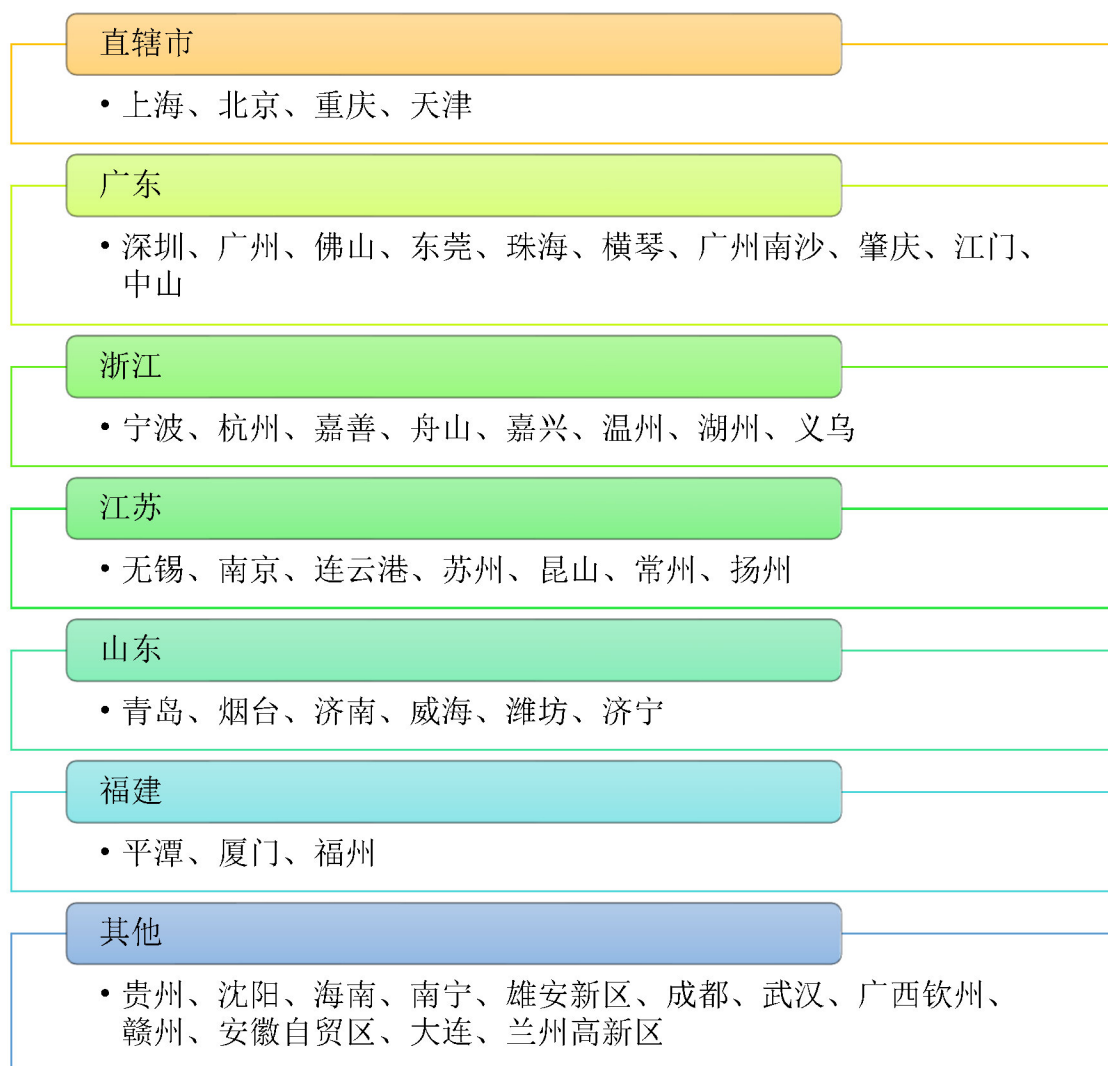 直辖市
• 上海、北京、重庆、天津
广东
• 深圳、广州、佛山、东莞、珠海、横琴、广州南沙、肇庆、江门、
中山
浙江
• 宁波、杭州、嘉善、舟山、嘉兴、温州、湖州、义乌
江苏
• 无锡、南京、连云港、苏州、昆山、常州、扬州
山东
• 青岛、烟台、济南、威海、潍坊、济宁
福建
• 平潭、厦门、福州
其他
• 贵州、沈阳、海南、南宁、雄安新区、成都、武汉、广西钦州、
赣州、安徽自贸区、大连、兰州高新区